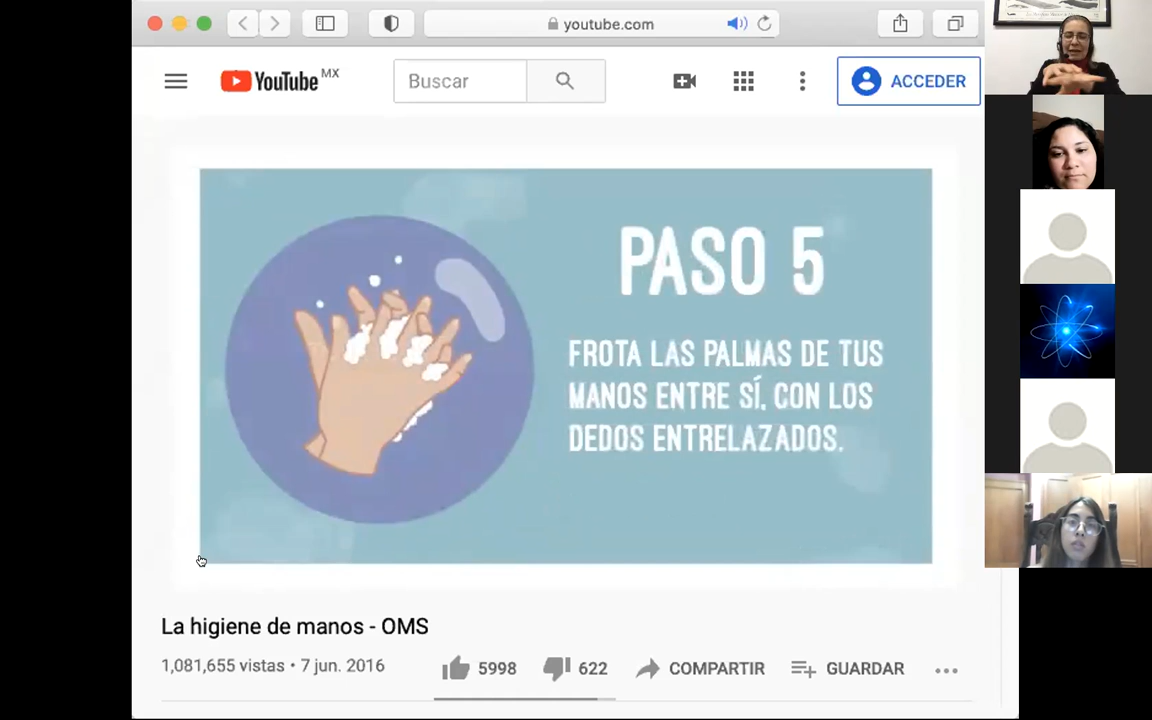 youtube.com
YouTube MX
Buscar
ACCEDER
PASO 5
FROTA LAS PALMAS DE TUS
MANOS ENTRE SÍ, CON LOS
DEDOS ENTRELAZADOS.
La higiene de manos - OMS
1,081,655 vistas • 7 jun. 2016
5998
622
COMPARTIR
GUARDAR